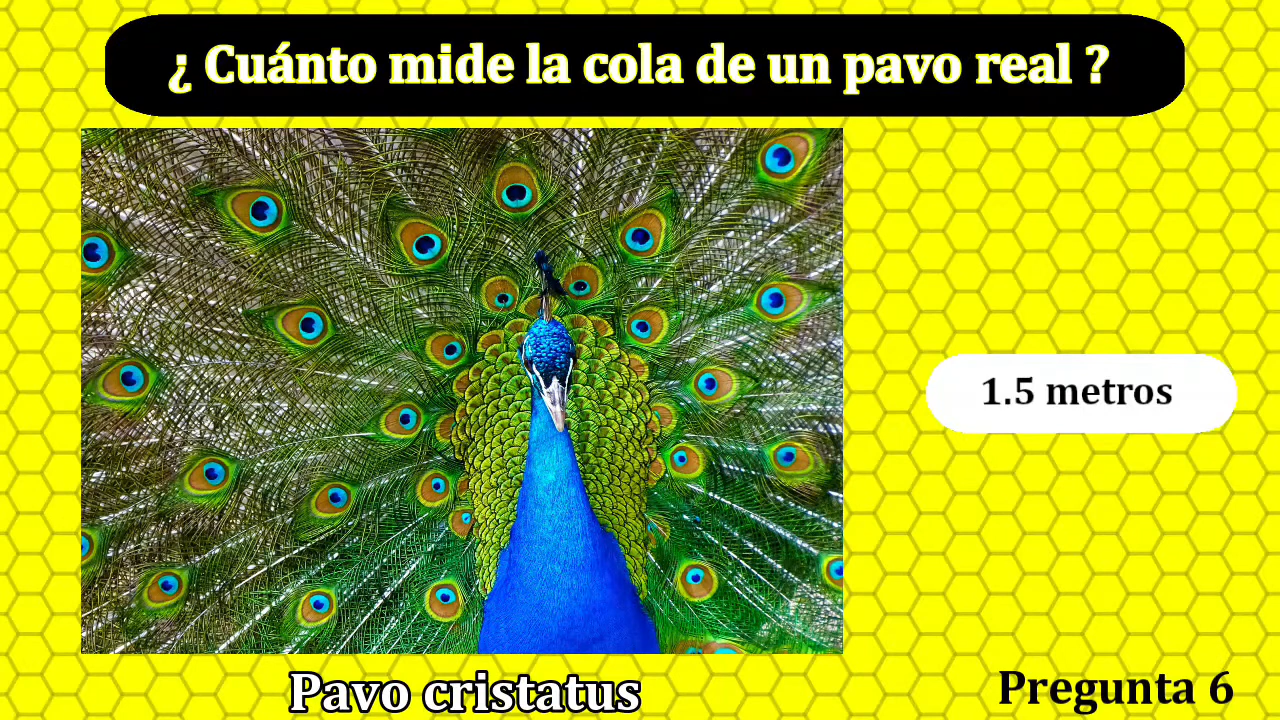 ¿ Cuánto mide la cola de un pavo real ?
1.5 metros
Pavo cristatus
Pregunta 6